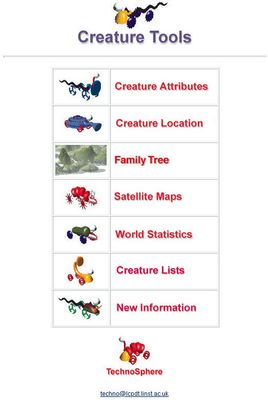 Creature Tools
Creature Attributes
Creature Location
Family Tree
Satellite Maps
World Statistics
Creature Lists
New Information
TechnoSphere
techno@lcpdt.linst.ac.uk